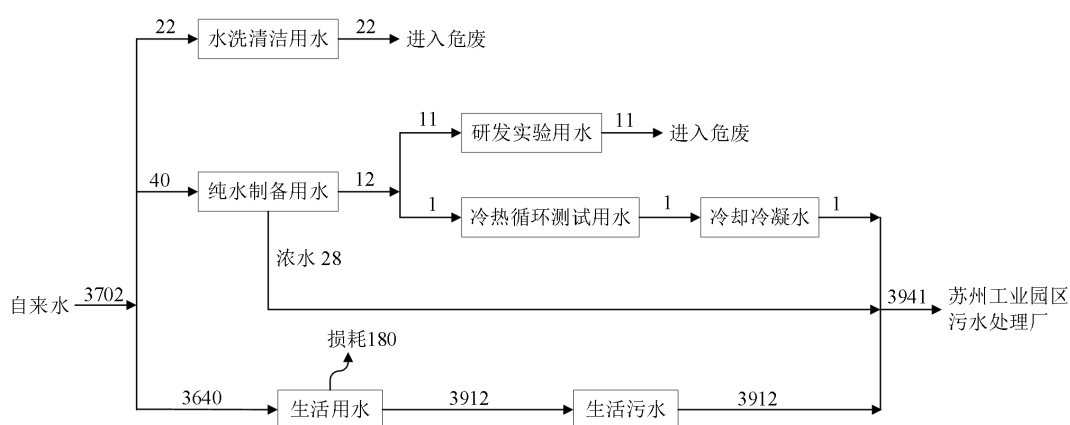 22
水洗清洁用水
22
进入危废
11
研发实验用水
11
进入危废
40
纯水制备用水
12
1
冷热循环测试用水
1
冷却冷凝水
1
浓水 28
自来水
3702
3941
苏州工业园区
污水处理厂
损耗180
3640
生活用水
3912
生活污水
3912